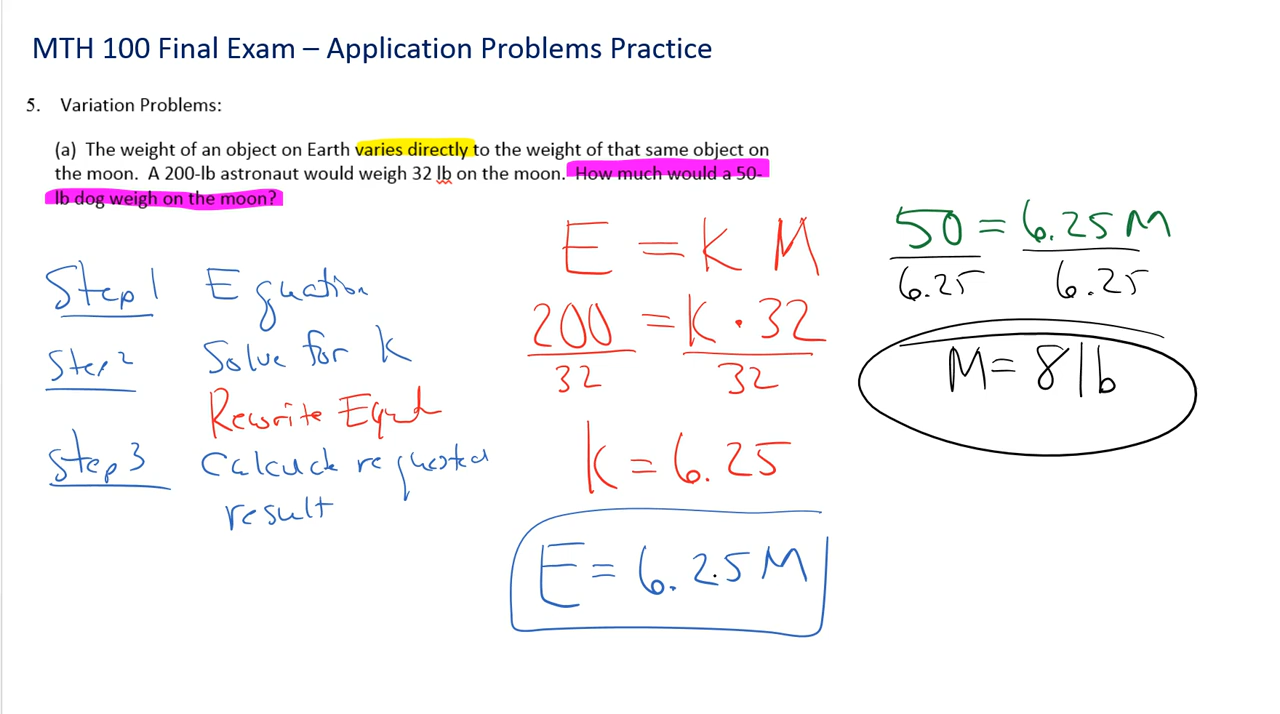 MTH 100 Final Exam – Application Problems Practice
5. Variation Problems:
(a) The weight of an object on Earth varies directly to the weight of that same object on
the moon. A 200-lb astronaut would weigh 32 lb on the moon. How much would a 50-
lb dog weigh on the moon?
Step 1 Equation
Step 2 Solve for k
Rewrite Equat
Step 3 Calculate requested
result
E = K M
200 = K · 32
32 32
k = 6.25
E = 6.25 M
50 = 6.25 M
6.25 6.25
M = 8 lb